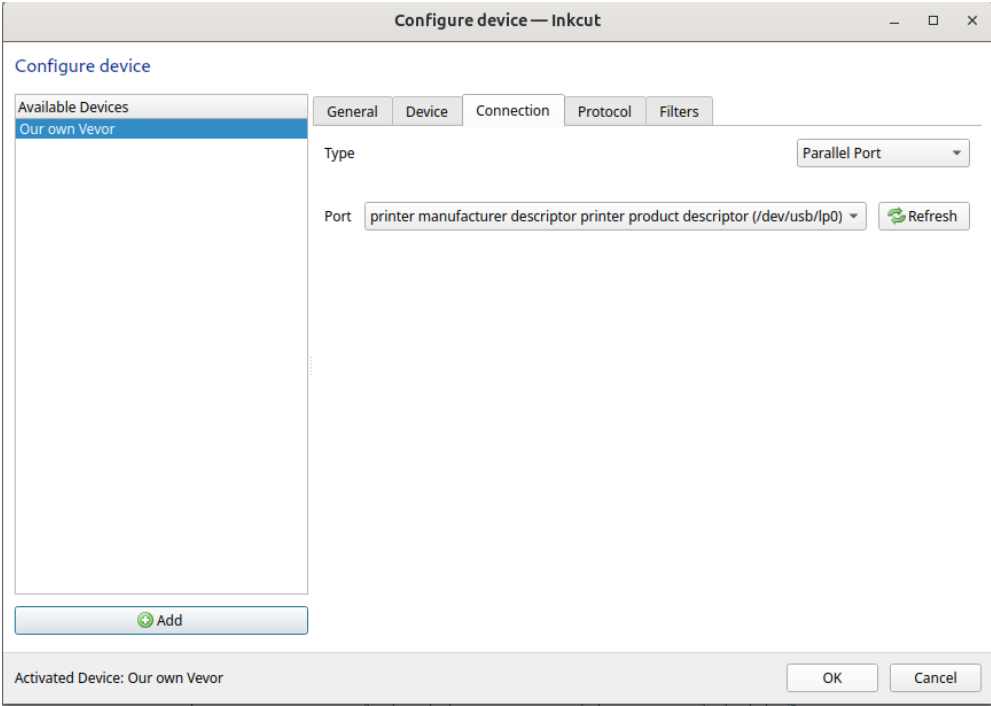 Configure device — Inkcut
Configure device
Available Devices
Our own Vevor
General Device Connection Protocol Filters
Type Parallel Port
Port printer manufacturer descriptor printer product descriptor (/dev/usb/lp0) Refresh
Add
Activated Device: Our own Vevor OK Cancel